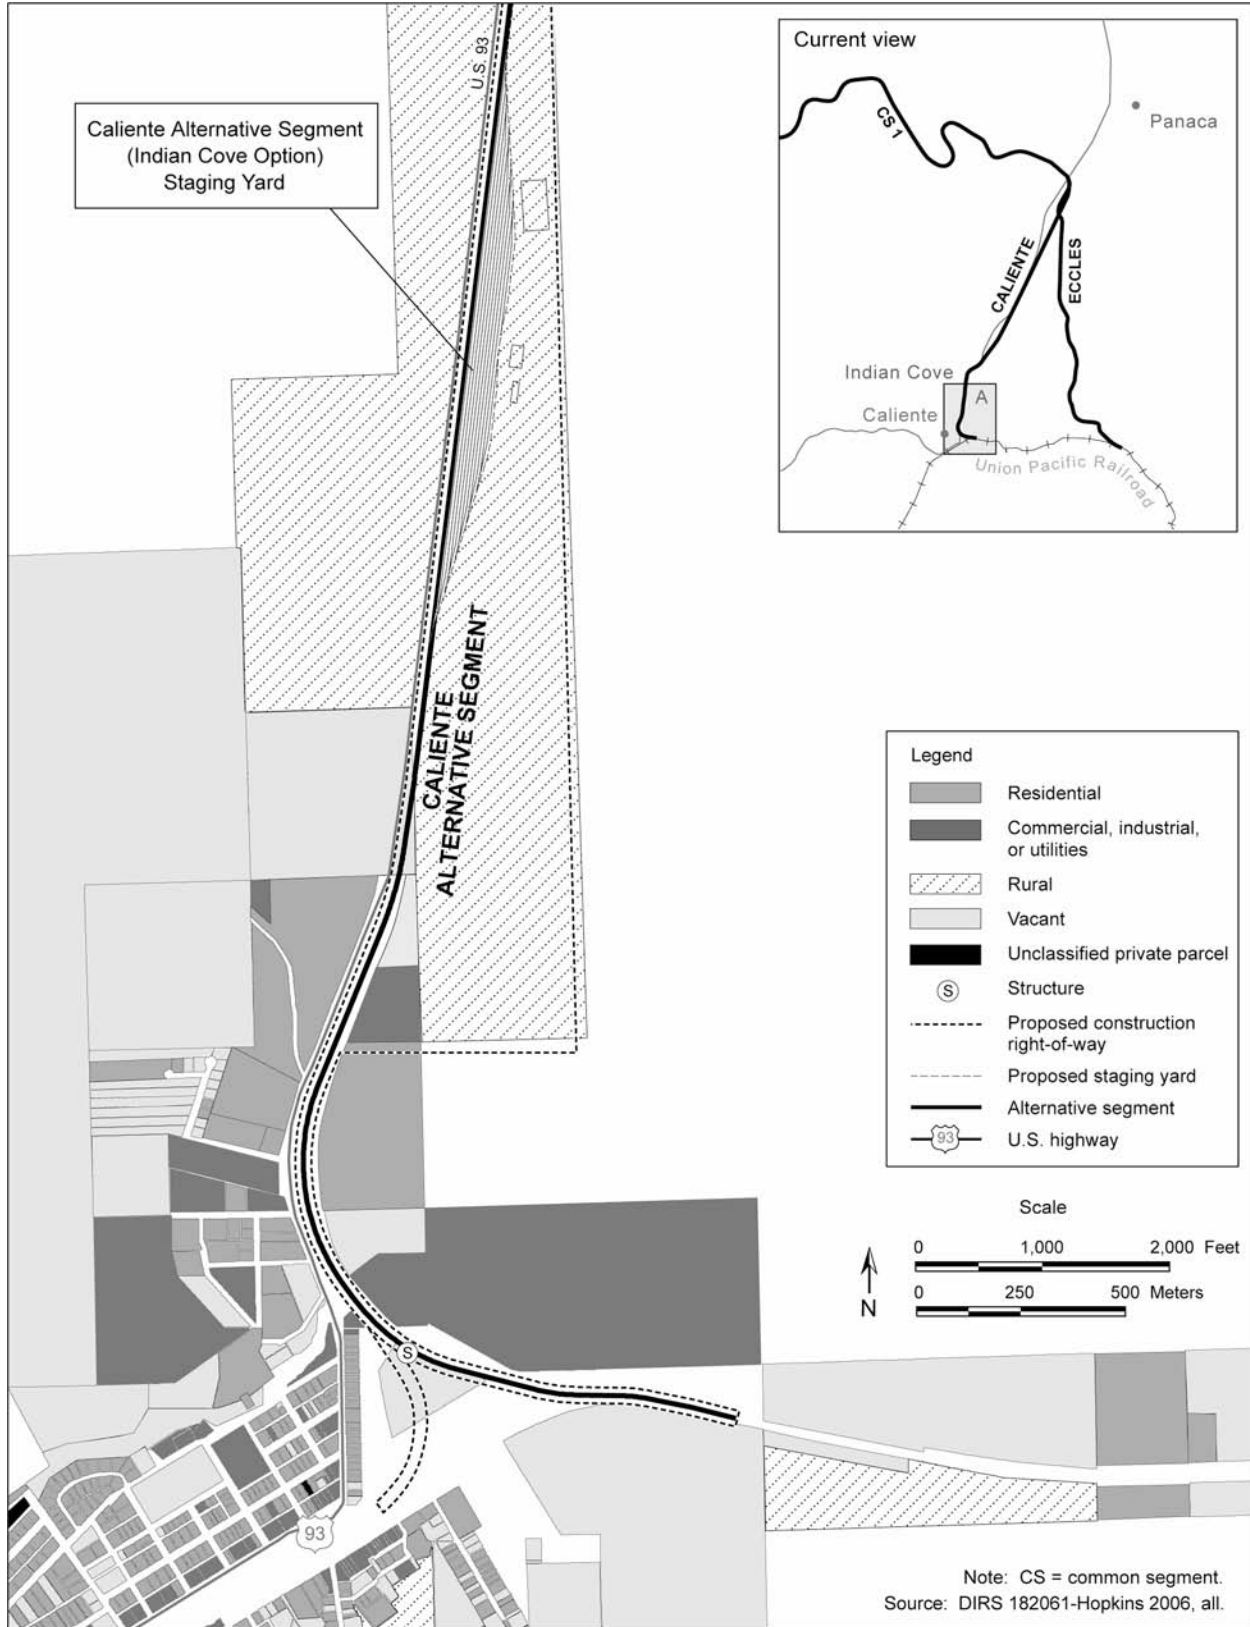 U.S. 93
Caliente Alternative Segment
(Indian Cove Option)
Staging Yard
Current view
Panaca
CS 1
CALIENTE
ECCLES
Indian Cove
A
Caliente
Union Pacific Railroad
CALIENTE
ALTERNATIVE SEGMENT
Legend
Residential
Commercial, industrial,
or utilities
Rural
Vacant
Unclassified private parcel
S Structure
Proposed construction
right-of-way
Proposed staging yard
Alternative segment
93 U.S. highway
Scale
0 1,000 2,000 Feet
0 250 500 Meters
N
S
93
Note: CS = common segment.
Source: DIRS 182061-Hopkins 2006, all.